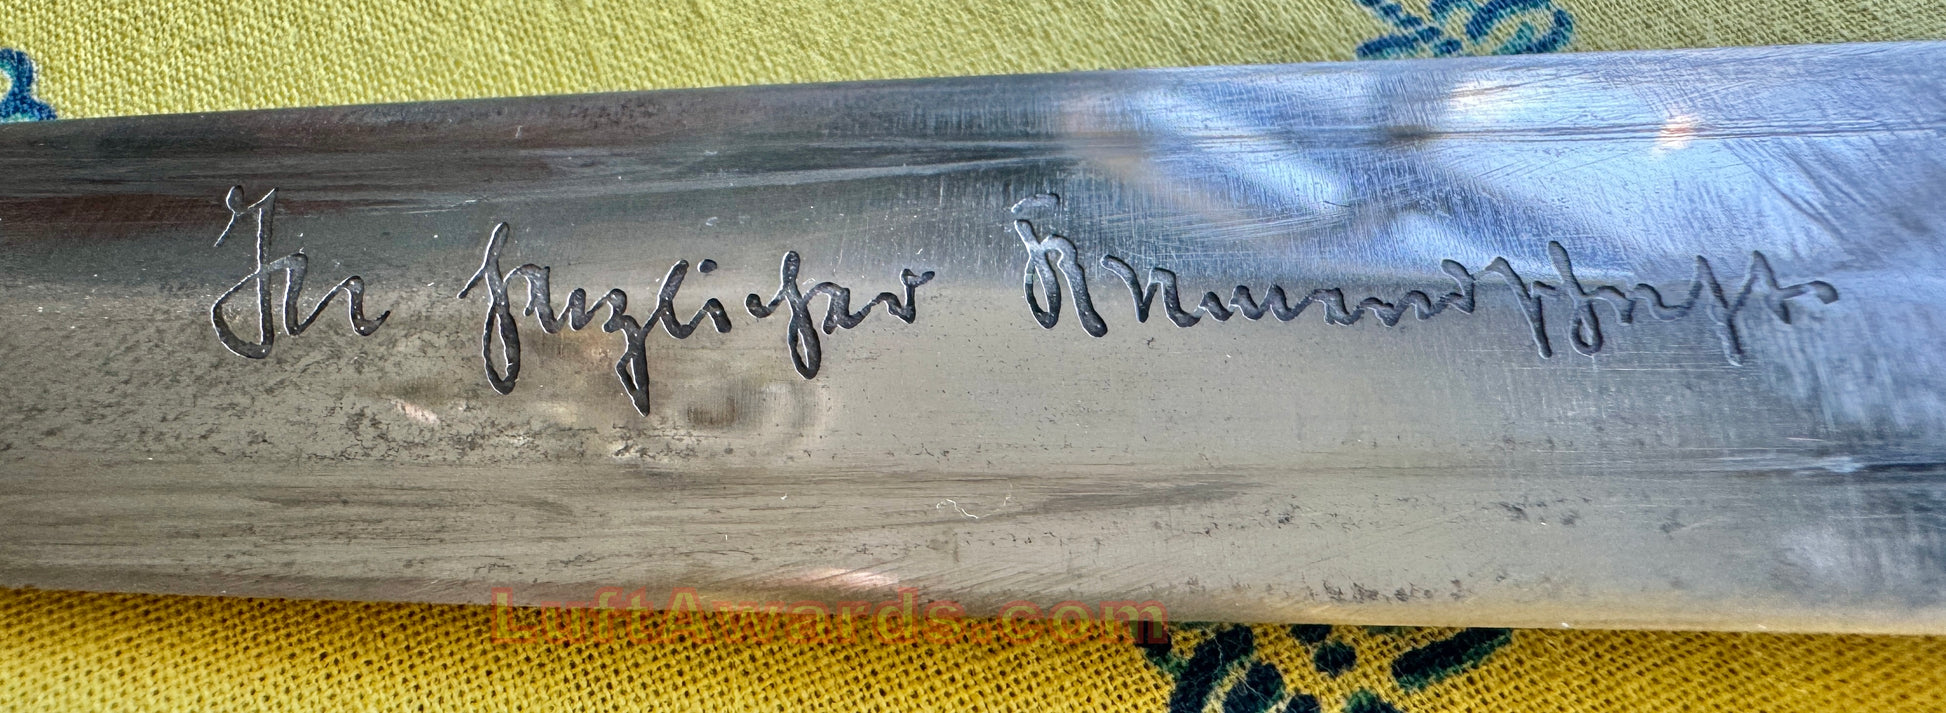 In herzlicher Kameradschaft
LuftAwards.com